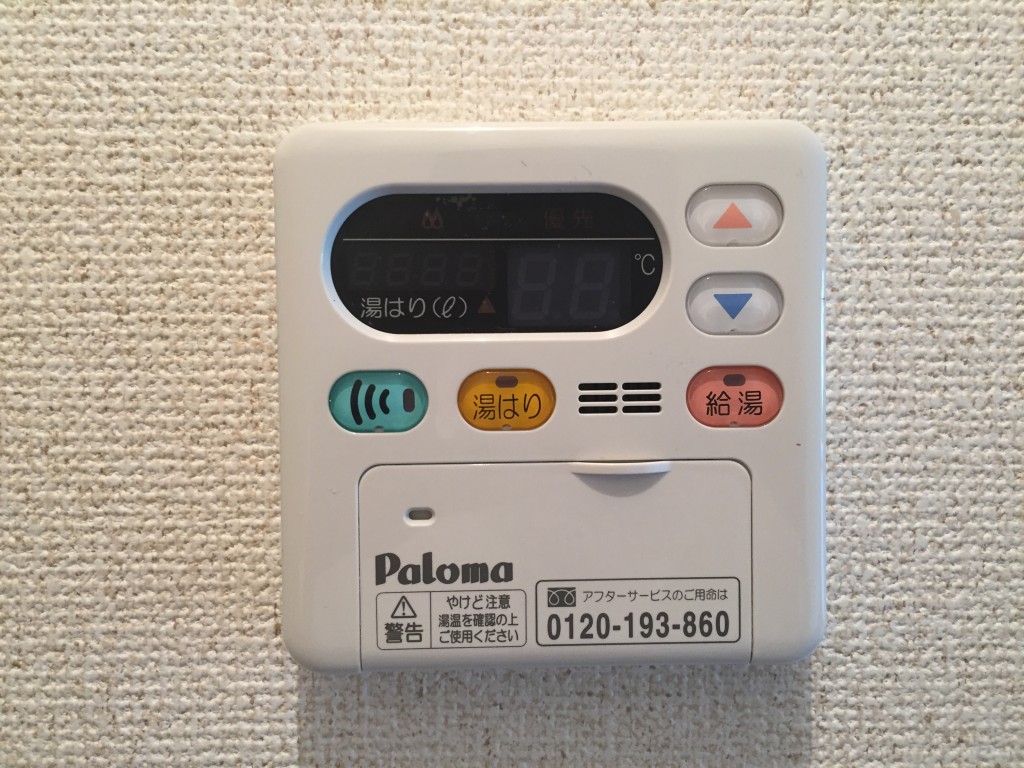 優先
℃
湯はり(ℓ)
湯はり
給湯
Paloma
警告
やけど注意
湯温を確認の上
ご使用ください
アフターサービスのご用命は
0120-193-860